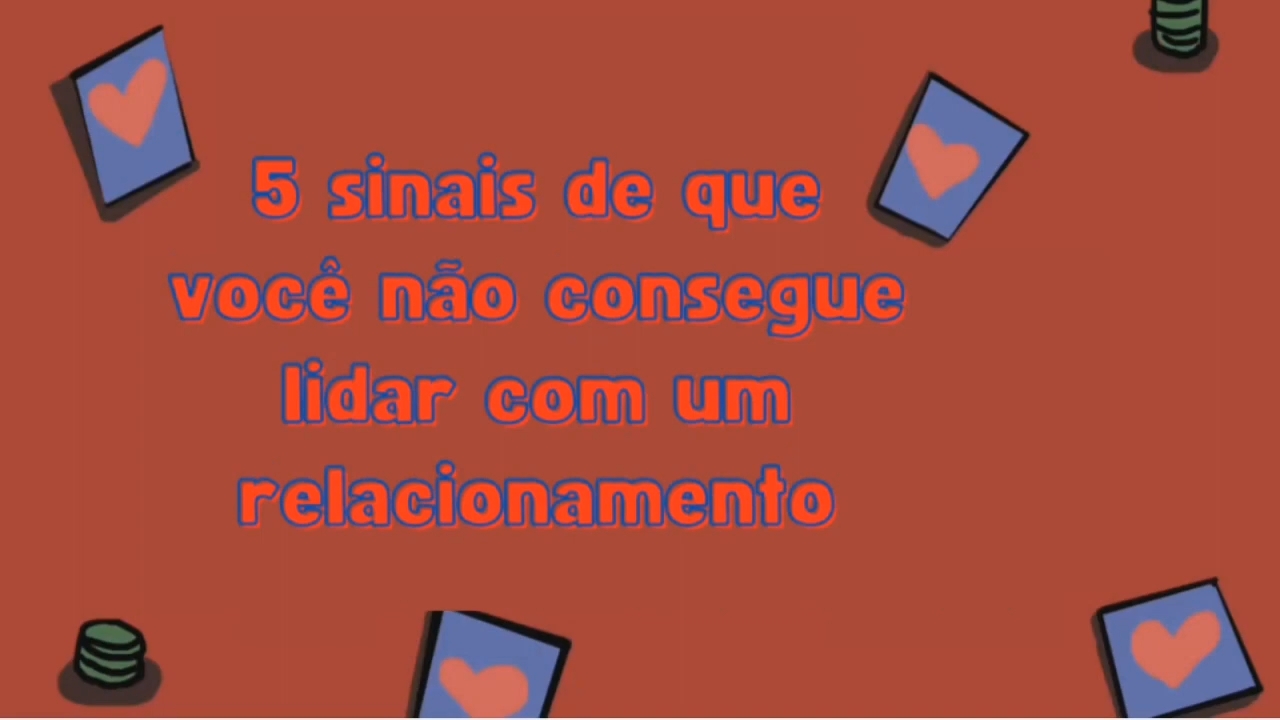 5 sinais de que
você não consegue
lidar com um
relacionamento